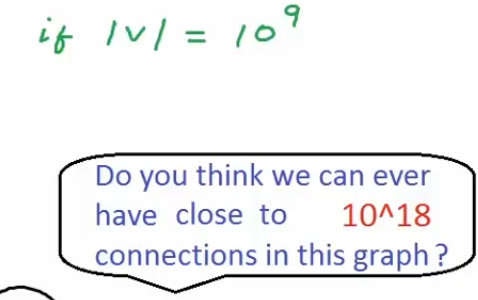 if |v| = 10⁹
Do you think we can ever
have close to 10^18
connections in this graph ?